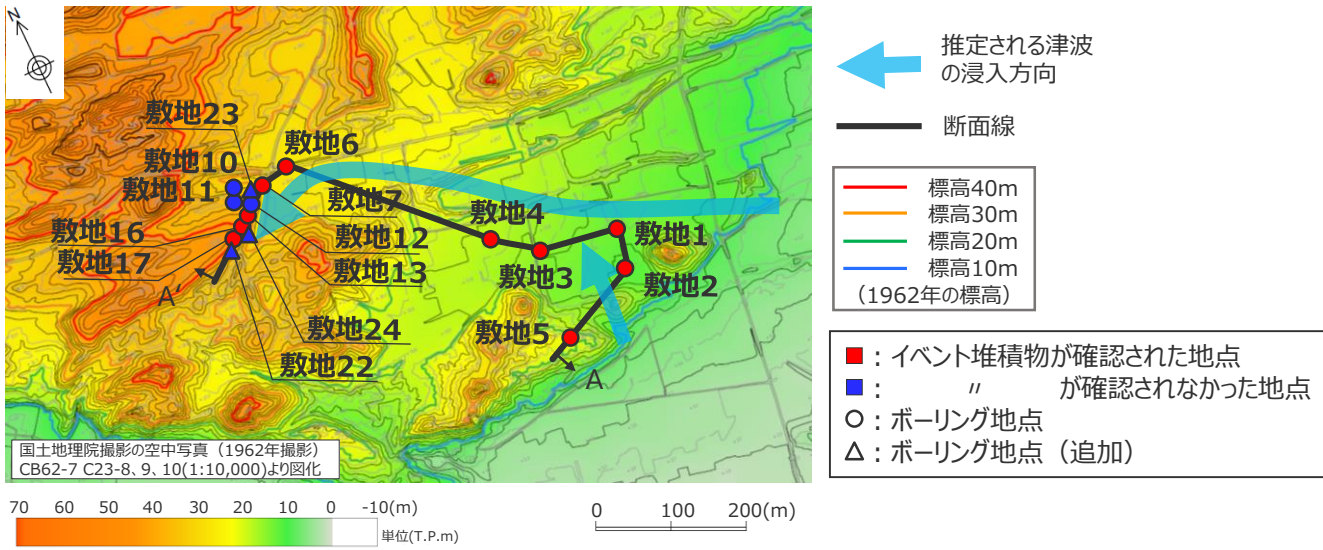 N
敷地23
敷地6
敷地10
敷地11
敷地7
敷地4
敷地1
敷地16
敷地12
敷地17
敷地13
敷地3
敷地2
A'
敷地24
敷地5
敷地22
A
国土地理院撮影の空中写真（1962年撮影）
CB62-7 C23-8、9、10(1:10,000)より図化
70 60 50 40 30 20 10 0 -10(m)
単位(T.P.m)
0 100 200(m)
推定される津波
の浸入方向
断面線
標高40m
標高30m
標高20m
標高10m
（1962年の標高）
：イベント堆積物が確認された地点
： 〃 が確認されなかった地点
：ボーリング地点
：ボーリング地点（追加）